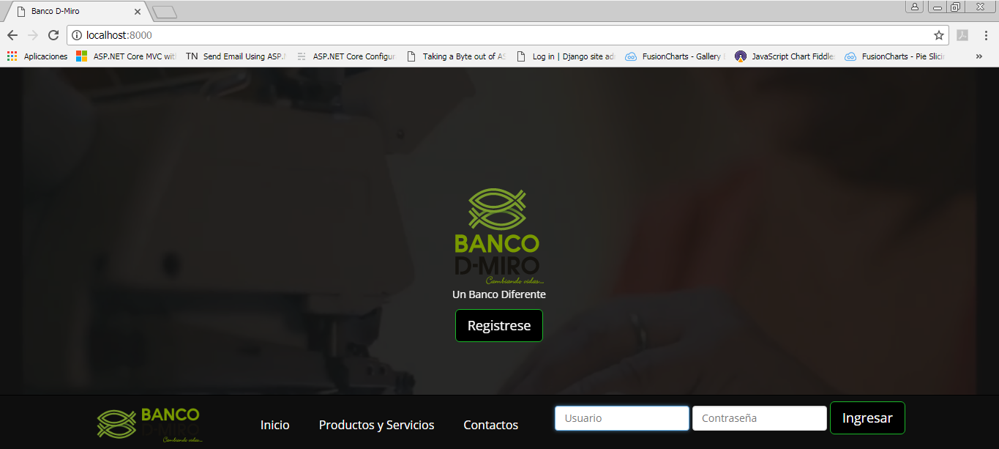 Banco D-Miro
localhost:8000
Aplicaciones ASP.NET Core MVC wit TN Send Email Using ASP. ASP.NET Core Configur Taking a Byte out of AS Log in | Django site ad FusionCharts - Gallery JavaScript Chart Fiddle FusionCharts - Pie Slicin »
BANCO
D-MIRO
Cambiando vidas...
Un Banco Diferente
Registrese
BANCO
D-MIRO
Cambiando vidas...
Inicio Productos y Servicios Contactos Usuario Contraseña Ingresar